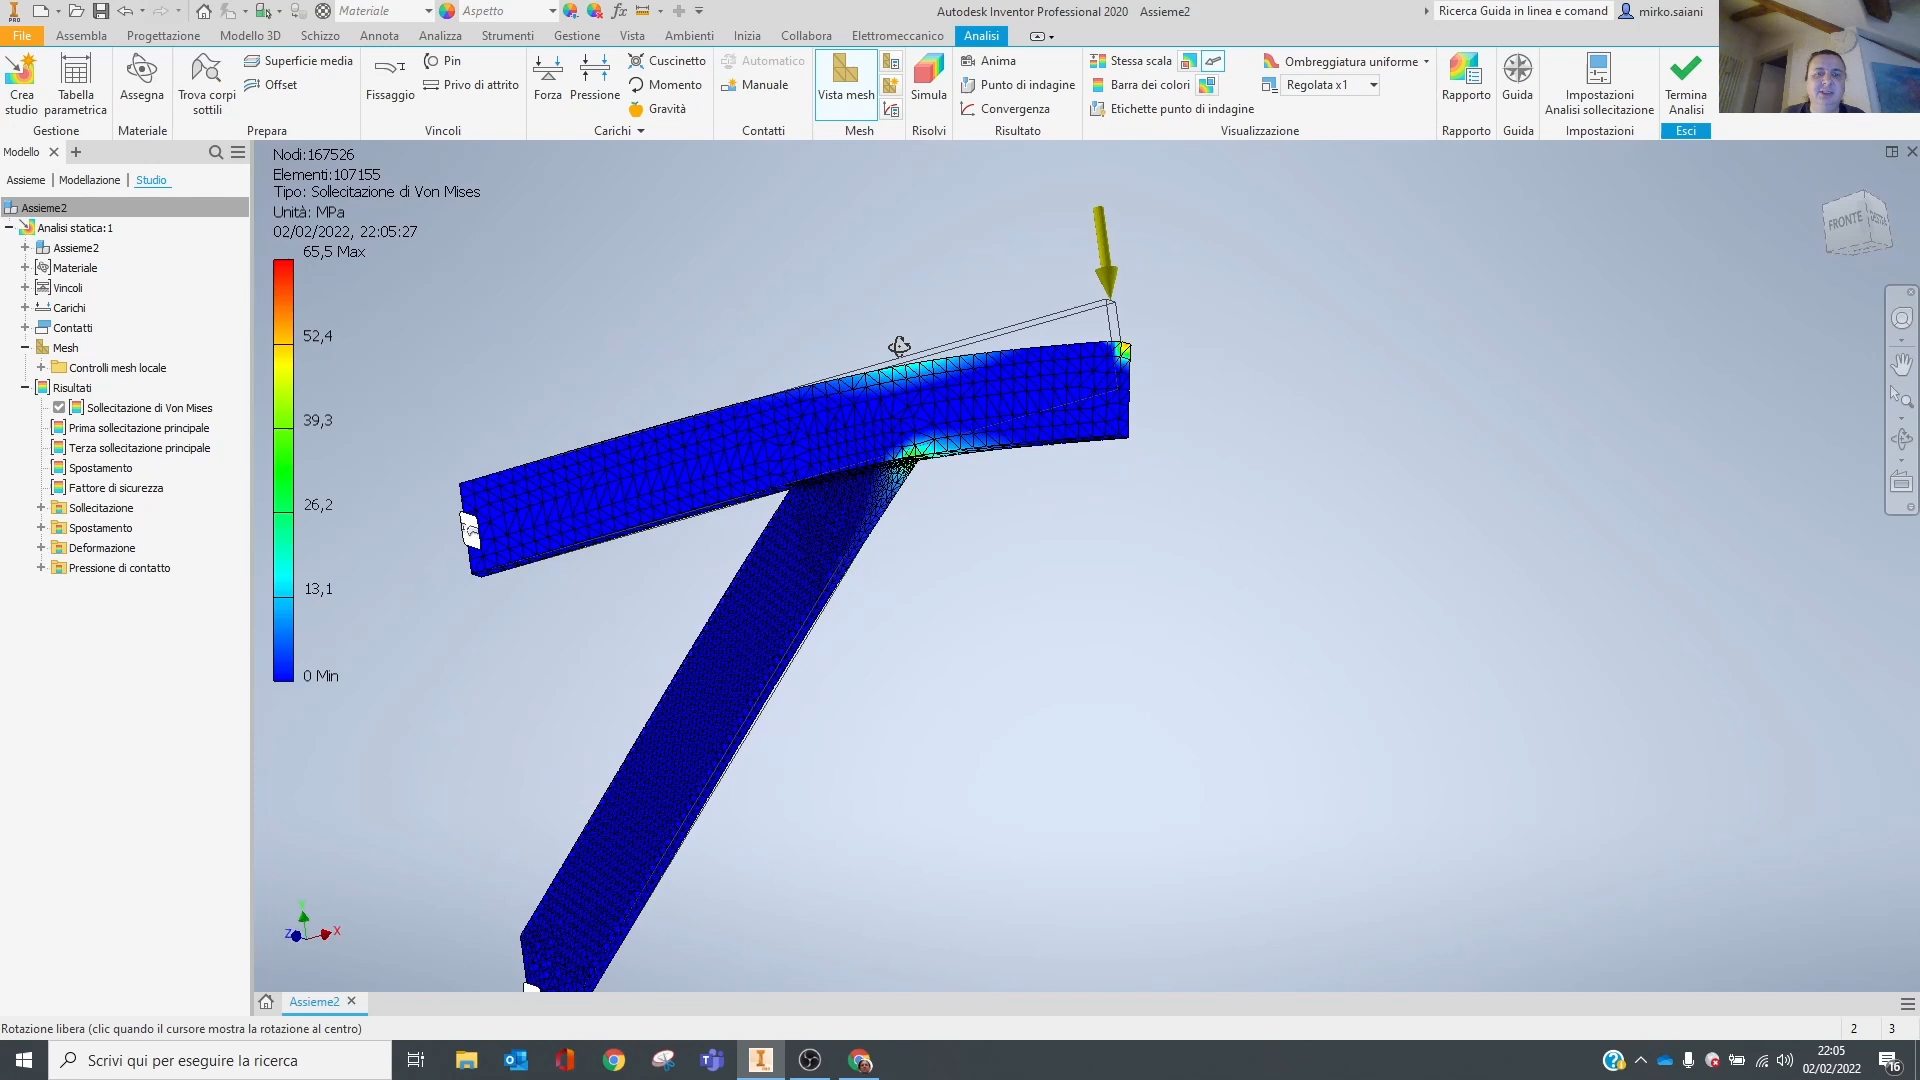 Materiale
Aspetto
Autodesk Inventor Professional 2020 Assieme2
Ricerca Guida in linea e comand
mirko.saiani
File Assembla Progettazione Modello 3D Schizzo Annota Analizza Strumenti Gestione Vista Ambienti Inizia Collabora Elettromeccanico Analisi
Crea studio
Tabella parametrica
Gestione
Assegna
Materiale
Trova corpi sottili
Superficie media
Offset
Prepara
Fissaggio
Pin
Privo di attrito
Vincoli
Forza
Pressione
Cuscinetto
Momento
Gravità
Carichi
Automatico
Manuale
Contatti
Vista mesh
Mesh
Simula
Risolvi
Anima
Punto di indagine
Convergenza
Risultato
Stessa scala
Barra dei colori
Etichette punto di indagine
Ombreggiatura uniforme
Regolata x1
Visualizzazione
Rapporto
Rapporto
Guida
Guida
Impostazioni
Analisi sollecitazione
Impostazioni
Termina
Analisi
Esci
Modello
Assieme Modellazione Studio
Assieme2
Analisi statica:1
Assieme2
Materiale
Vincoli
Carichi
Contatti
Mesh
Controlli mesh locale
Risultati
Sollecitazione di Von Mises
Prima sollecitazione principale
Terza sollecitazione principale
Spostamento
Fattore di sicurezza
Sollecitazione
Spostamento
Deformazione
Pressione di contatto
Nodi:167526
Elementi:107155
Tipo: Sollecitazione di Von Mises
Unità: MPa
02/02/2022, 22:05:27
65,5 Max
52,4
39,3
26,2
13,1
0 Min
FRONTE
Y
Z
X
Assieme2
Rotazione libera (clic quando il cursore mostra la rotazione al centro)
2 3
Scrivi qui per eseguire la ricerca
22:05
02/02/2022
16